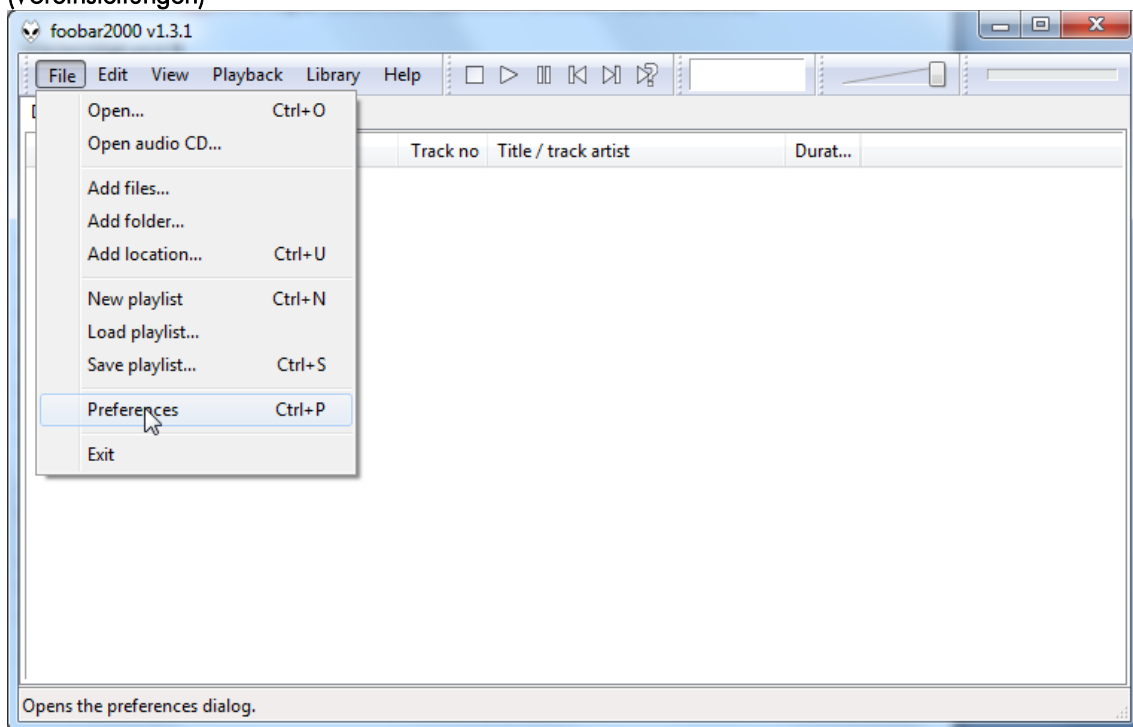 (Voreinstellungen)
foobar2000 v1.3.1
File Edit View Playback Library Help
Open... Ctrl+O
Open audio CD...
Track no Title / track artist Durat...
Add files...
Add folder...
Add location... Ctrl+U
New playlist Ctrl+N
Load playlist...
Save playlist... Ctrl+S
Preferences Ctrl+P
Exit
Opens the preferences dialog.